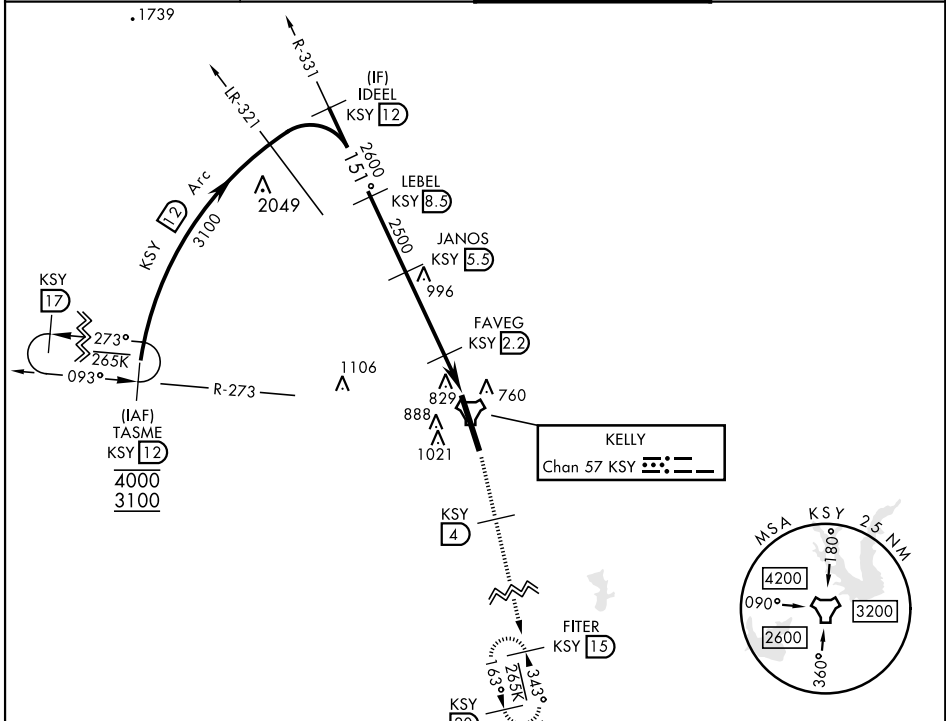 .1739
R-331
(IF)
IDEEL
KSY 12
LR-321
2600
151°
KSY 12 Arc
3100
2049
LEBEL
KSY 8.5
2500
JANOS
KSY 5.5
996
KSY
17
273°
265K
093°
R-273
FAVEG
KSY 2.2
1106
829
760
888
1021
(IAF)
TASME
KSY 12
4000
3100
KELLY
Chan 57 KSY
KSY
4
MSA KSY 25 NM
180°
4200
090°
3200
2600
360°
FITER
KSY 15
163°
265K
343°
KSY